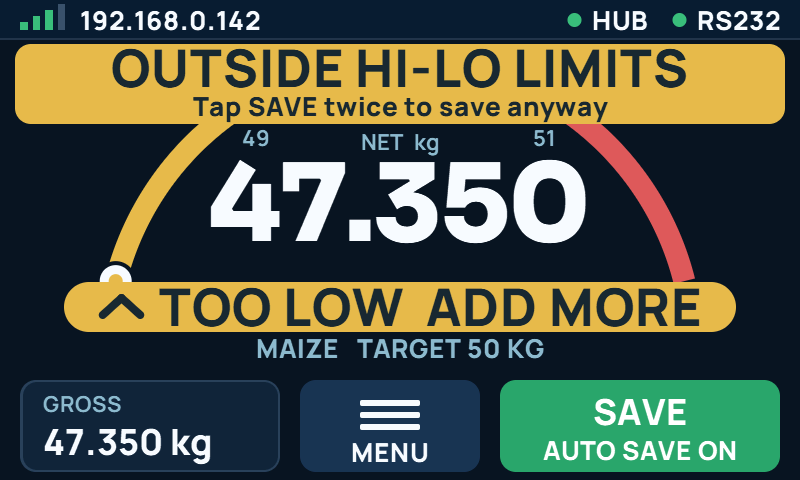 192.168.0.142 HUB RS232
OUTSIDE HI-LO LIMITS
Tap SAVE twice to save anyway
49 NET kg 51
47.350
TOO LOW ADD MORE
MAIZE TARGET 50 KG
GROSS
47.350 kg
MENU
SAVE
AUTO SAVE ON